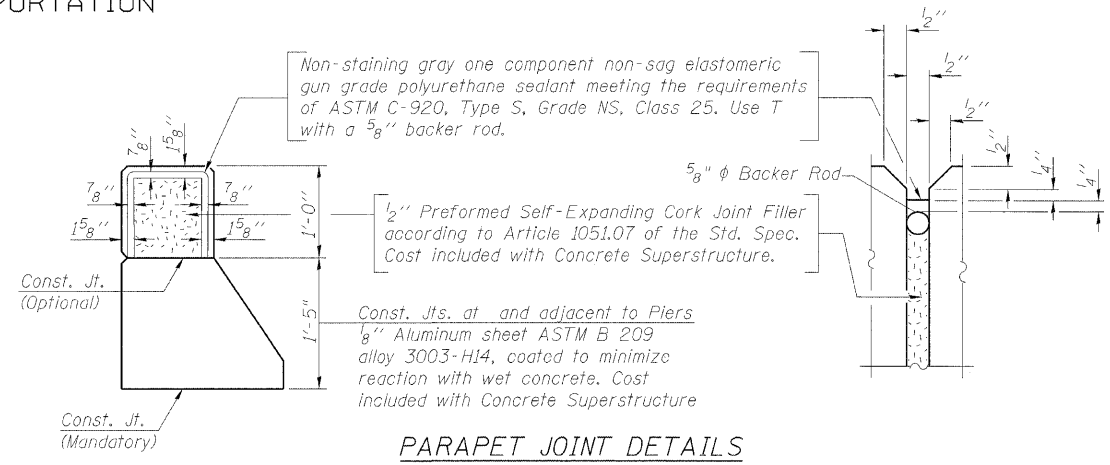 PORTATION
Non-staining gray one component non-sag elastomeric
gun grade polyurethane sealant meeting the requirements
of ASTM C-920, Type S, Grade NS, Class 25. Use T
with a 5/8" backer rod.
1/2"
1/2"
1/2"
1/2"
1/4"
1/4"
5/8" φ Backer Rod
7/8"
1 5/8"
7/8"
7/8"
1 5/8"
1 5/8"
1'-0"
1/2" Preformed Self-Expanding Cork Joint Filler
according to Article 1051.07 of the Std. Spec.
Cost included with Concrete Superstructure.
Const. Jt.
(Optional)
1'-5"
Const. Jts. at and adjacent to Piers
1/8" Aluminum sheet ASTM B 209
alloy 3003-H14, coated to minimize
reaction with wet concrete. Cost
included with Concrete Superstructure
Const. Jt.
(Mandatory)
PARAPET JOINT DETAILS